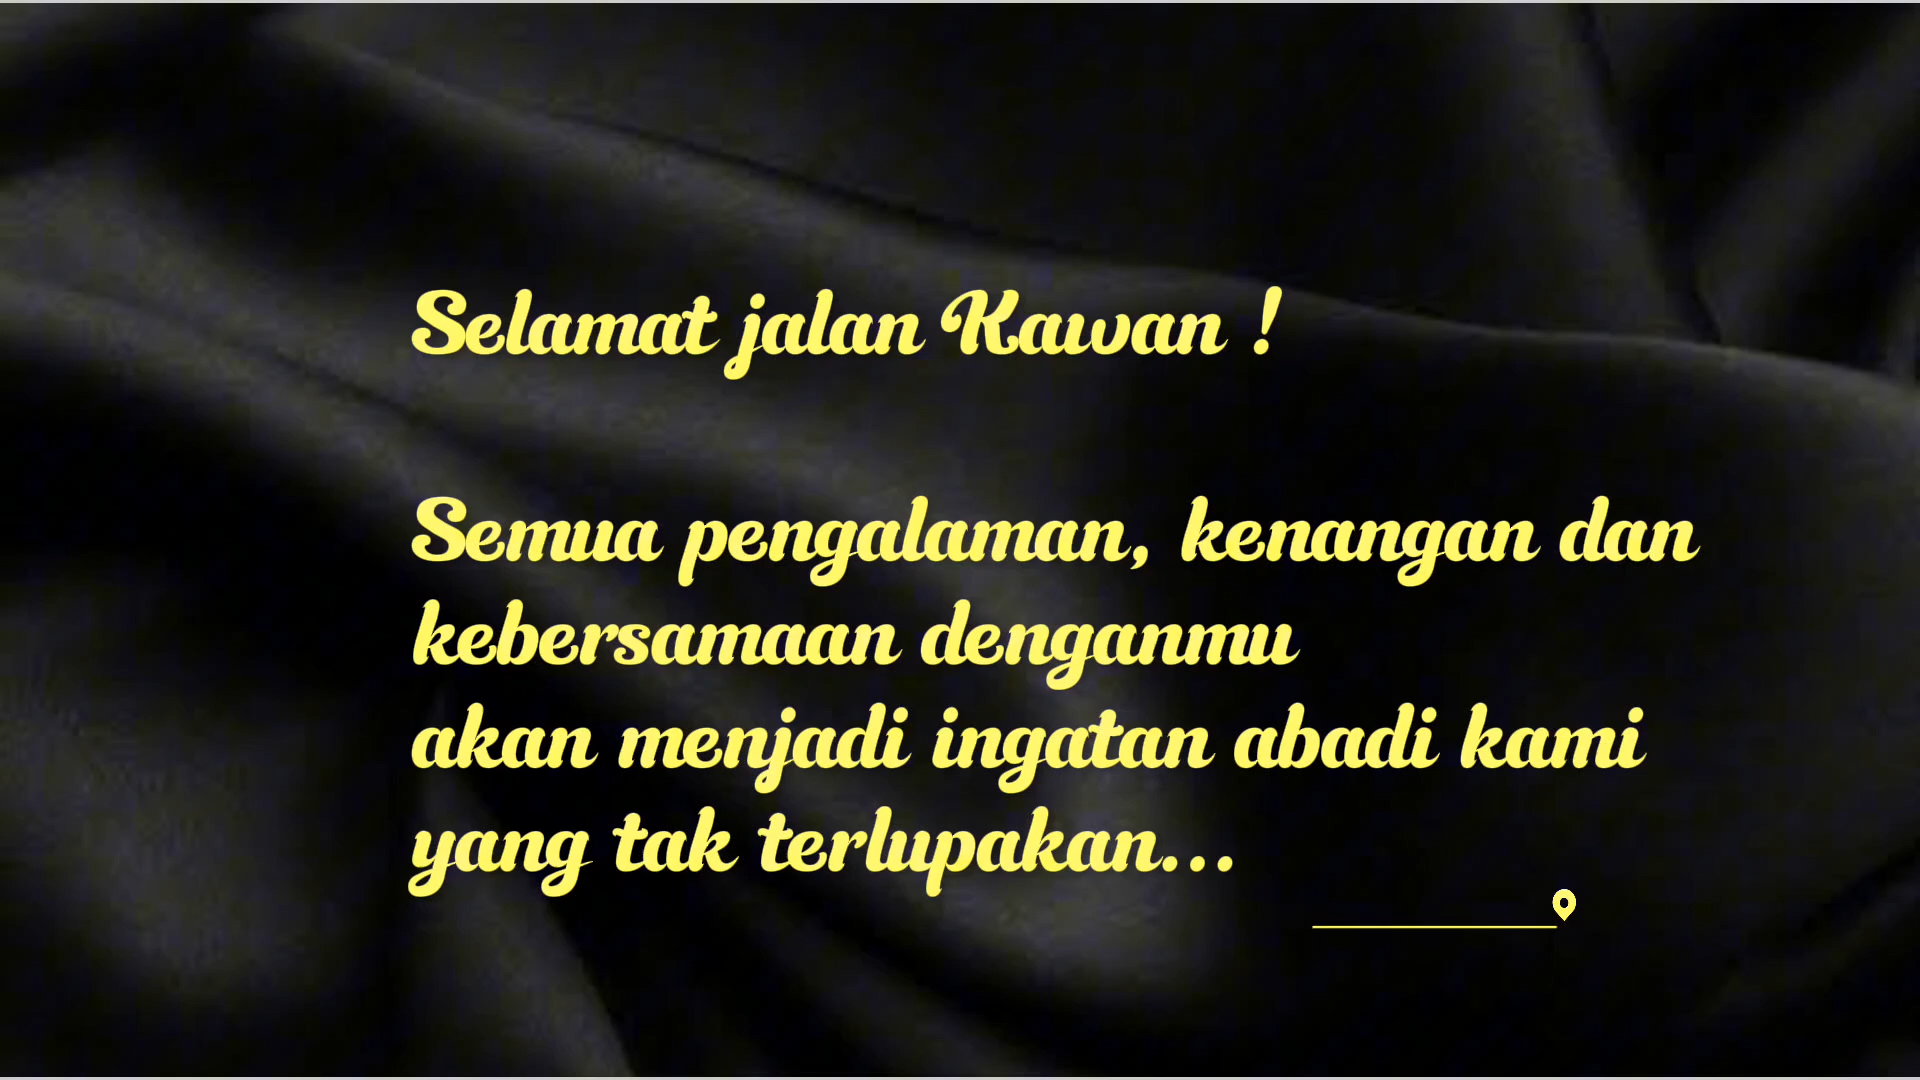 Selamat jalan Kawan !
Semua pengalaman, kenangan dan
kebersamaan denganmu
akan menjadi ingatan abadi kami
yang tak terlupakan...